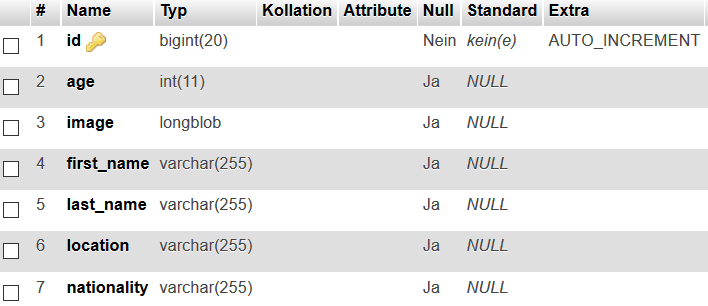 # Name Typ Kollation Attribute Null Standard Extra
1 id bigint(20) Nein kein(e) AUTO_INCREMENT
2 age int(11) Ja NULL
3 image longblob Ja NULL
4 first_name varchar(255) Ja NULL
5 last_name varchar(255) Ja NULL
6 location varchar(255) Ja NULL
7 nationality varchar(255) Ja NULL